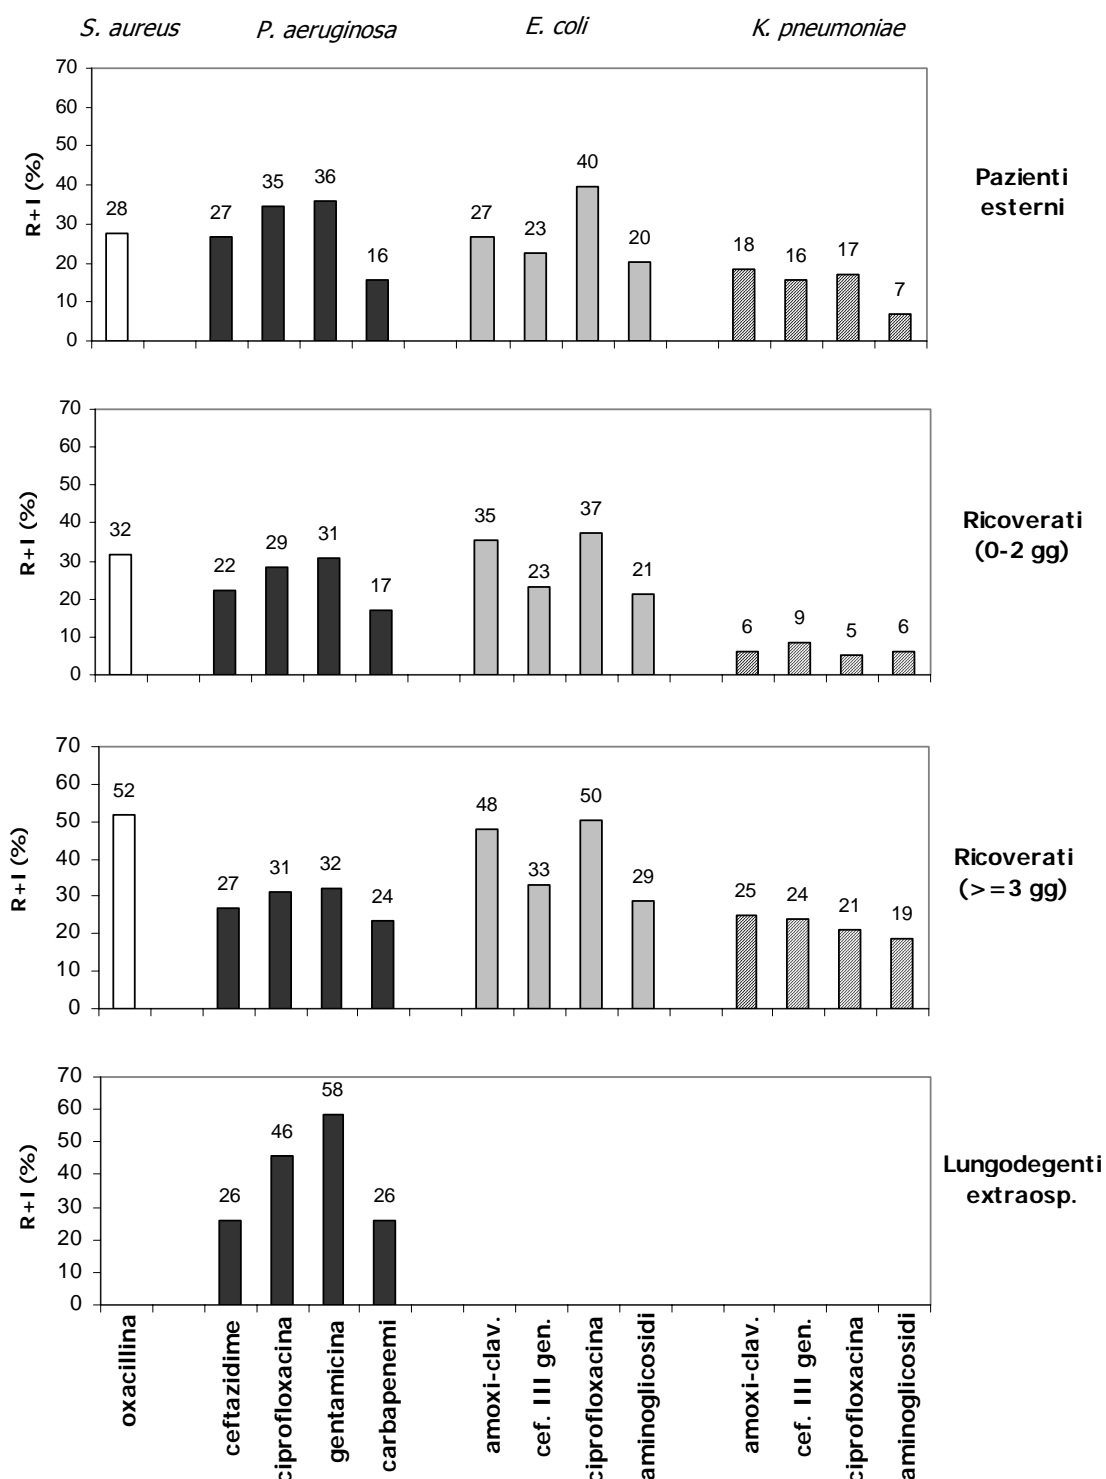 S. aureus P. aeruginosa E. coli K. pneumoniae
70
60
50
40
30
20
10
0
R+I (%)
28 27 35 36 16 27 23 40 20 18 16 17 7
Pazienti
esterni
70
60
50
40
30
20
10
0
R+I (%)
32 22 29 31 17 35 23 37 21 6 9 5 6
Ricoverati
(0-2 gg)
70
60
50
40
30
20
10
0
R+I (%)
52 27 31 32 24 48 33 50 29 25 24 21 19
Ricoverati
(>=3 gg)
70
60
50
40
30
20
10
0
R+I (%)
26 46 58 26
Lungodegenti
extraosp.
oxacillina
ceftazidime
ciprofloxacina
gentamicina
carbapenemi
amoxi-clav.
cef. III gen.
ciprofloxacina
aminoglicosidi
amoxi-clav.
cef. III gen.
ciprofloxacina
aminoglicosidi